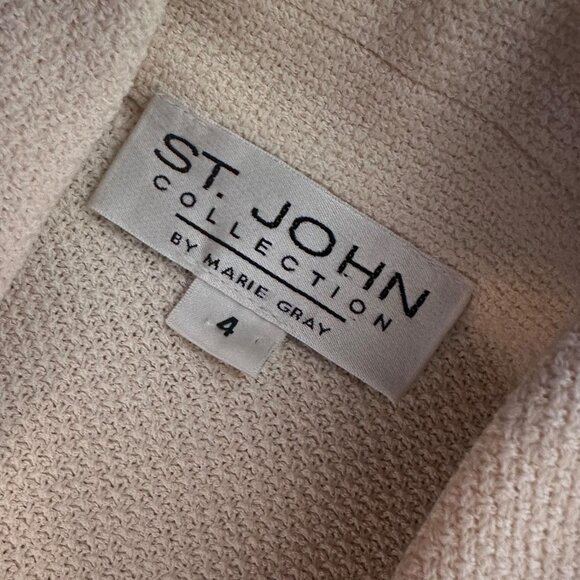 ST. JOHN
COLLECTION
BY MARIE GRAY
4